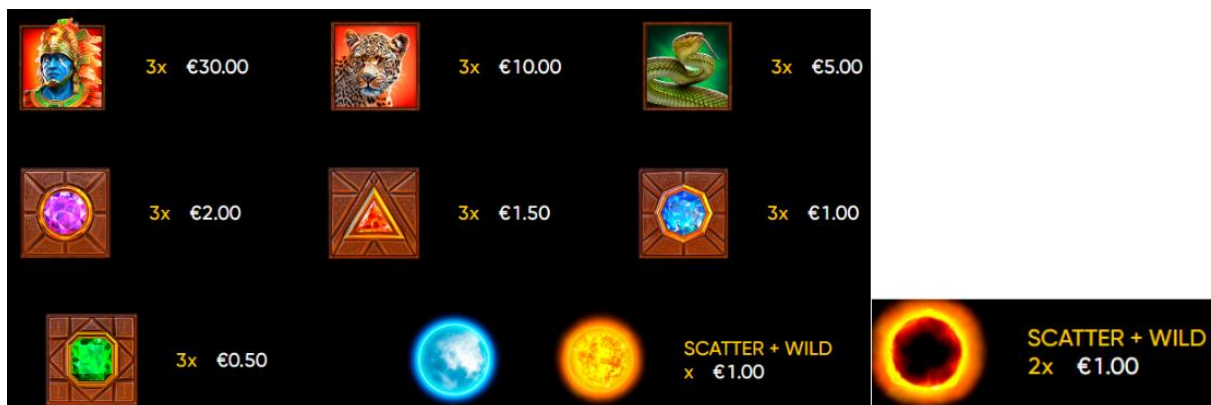 3x €30.00
3x €10.00
3x €5.00
3x €2.00
3x €1.50
3x €1.00
3x €0.50
SCATTER + WILD
x €1.00
SCATTER + WILD
2x €1.00